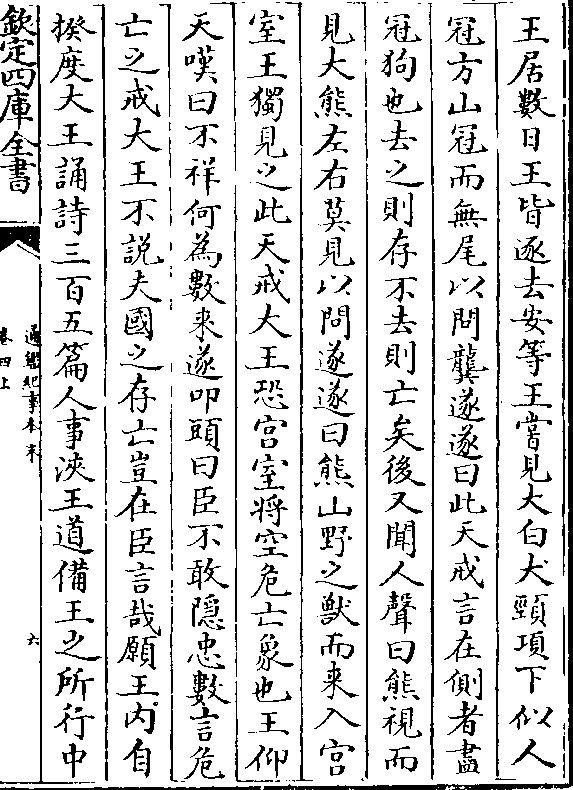 王居數日王皆逐去安等王嘗見大白犬頸項下似人
冠方山冠而無尾以問龔遂遂曰此天戒言在側者盡
冠狗也去之則存不去則亡矣後又聞人聲曰熊視而
見大熊左右莫見以問遂遂曰熊山野之獸而来入宫
室王獨見之此天戒大王恐宫室將空危亡象也王仰
天嘆曰不祥何為數来遂叩頭曰臣不敢隠忠數言危
亡之戒大王不説夫國之存亡豈在臣言哉願王内自
揆度大王誦詩三百五篇人事浹王道備王之所行中
欽定四庫全書
通鑑紀事本末
卷四上
六